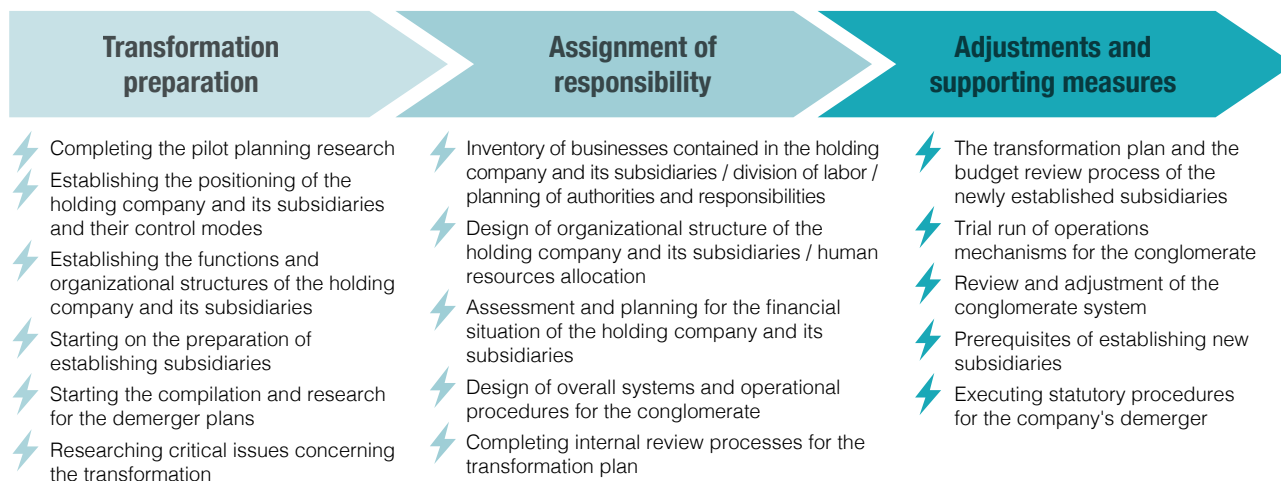 Transformation
preparation
Completing the pilot planning research
Establishing the positioning of the
holding company and its subsidiaries
and their control modes
Establishing the functions and
organizational structures of the holding
company and its subsidiaries
Starting on the preparation of
establishing subsidiaries
Starting the compilation and research
for the demerger plans
Researching critical issues concerning
the transformation
Assignment of
responsibility
Inventory of businesses contained in the holding
company and its subsidiaries / division of labor /
planning of authorities and responsibilities
Design of organizational structure of the
holding company and its subsidiaries / human
resources allocation
Assessment and planning for the financial
situation of the holding company and its
subsidiaries
Design of overall systems and operational
procedures for the conglomerate
Completing internal review processes for the
transformation plan
Adjustments and
supporting measures
The transformation plan and the
budget review process of the
newly established subsidiaries
Trial run of operations
mechanisms for the conglomerate
Review and adjustment of the
conglomerate system
Prerequisites of establishing new
subsidiaries
Executing statutory procedures
for the company's demerger